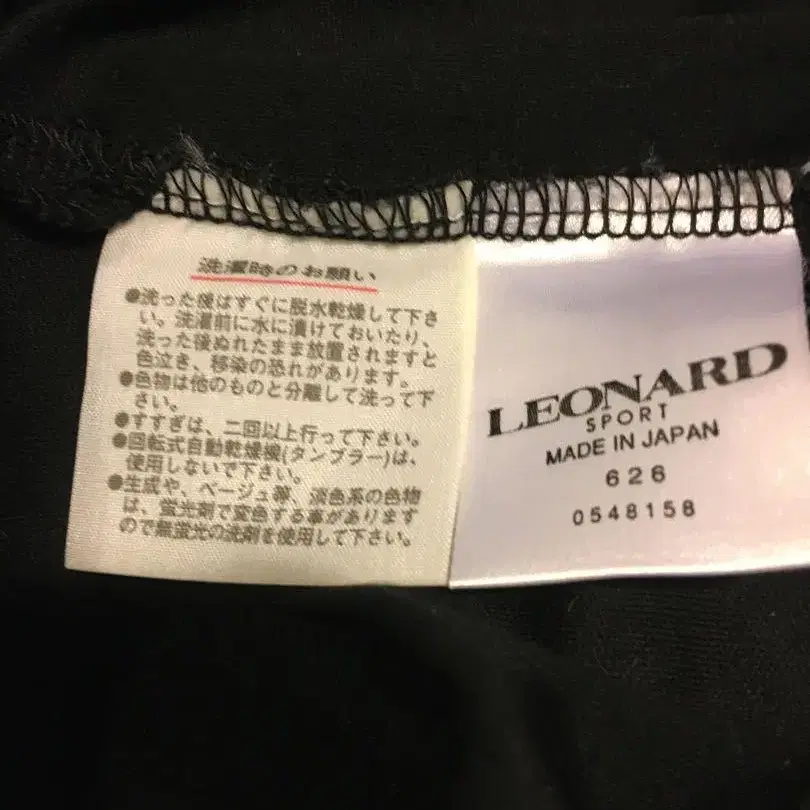 洗濯時のお願い
●洗った後はすぐに脱水乾燥して下さ
い。洗濯前に水に漬けておいたり、
洗った後ぬれたまま放置されますと
色泣き、移染の恐れがあります。
●色物は他のものと分離して洗って下
さい。
●すすぎは、二回以上行って下さい。
●回転式自動乾燥機(タンブラー)は、
使用しないで下さい。
●生成や、ベージュ等、淡色系の色物
は、蛍光剤で変色する事があります
ので無蛍光の洗剤を使用して下さい。
LEONARD
SPORT
MADE IN JAPAN
626
0548158